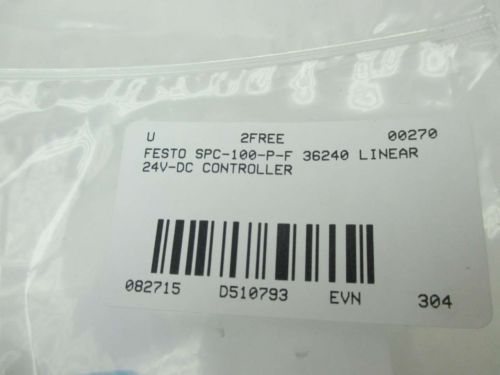 U 2FREE 00270
FESTO SPC-100-P-F 36240 LINEAR
24V-DC CONTROLLER
082715 D510793 EVN 304